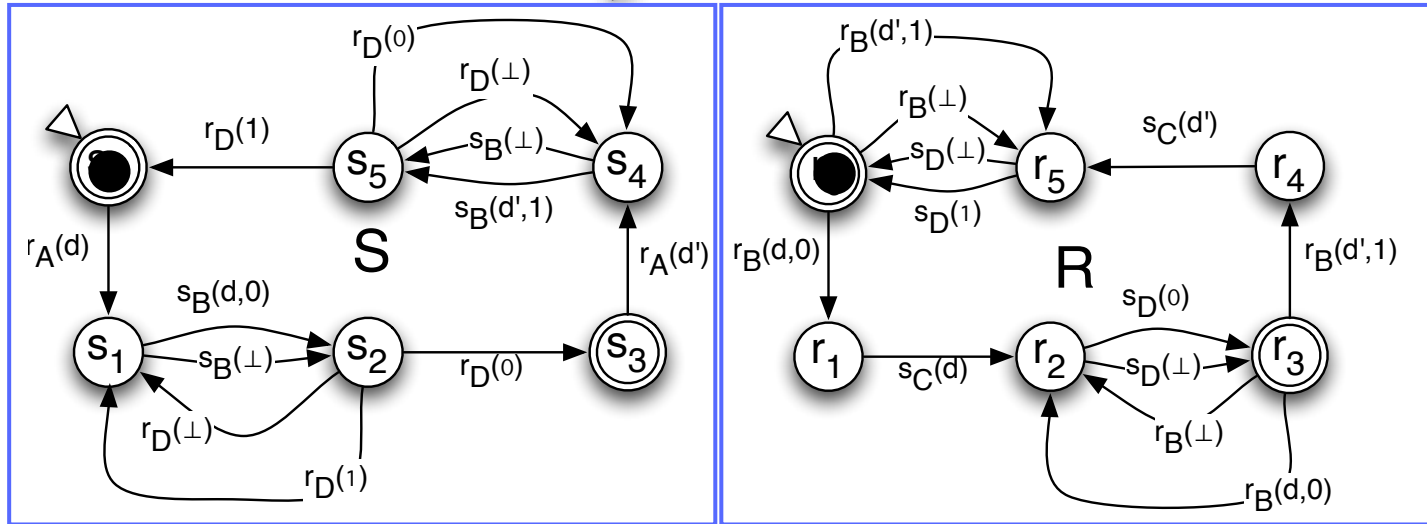 r_D(0)
r_D(⊥)
r_D(1)
s_5
s_B(⊥)
s_4
s_B(d',1)
r_A(d)
S
r_A(d')
s_B(d,0)
s_1
s_B(⊥)
s_2
r_D(0)
s_3
r_D(⊥)
r_D(1)
r_B(d',1)
r_B(⊥)
s_C(d')
s_D(⊥)
r_5
r_4
s_D(1)
r_B(d,0)
R
r_B(d',1)
s_D(0)
r_1
s_C(d)
r_2
s_D(⊥)
r_3
r_B(⊥)
r_B(d,0)